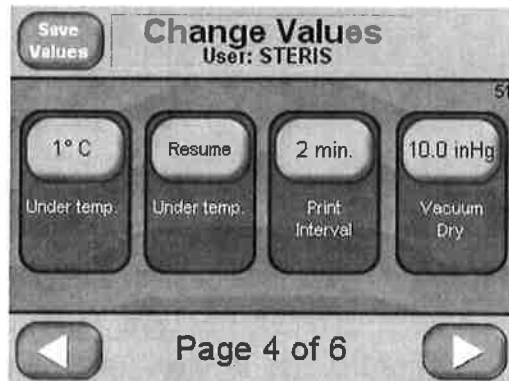 Save
Values
Change Values
User: STERIS
51
1° C
Resume
2 min.
10.0 inHg
Under temp.
Under temp.
Print
Interval
Vacuum
Dry
Page 4 of 6